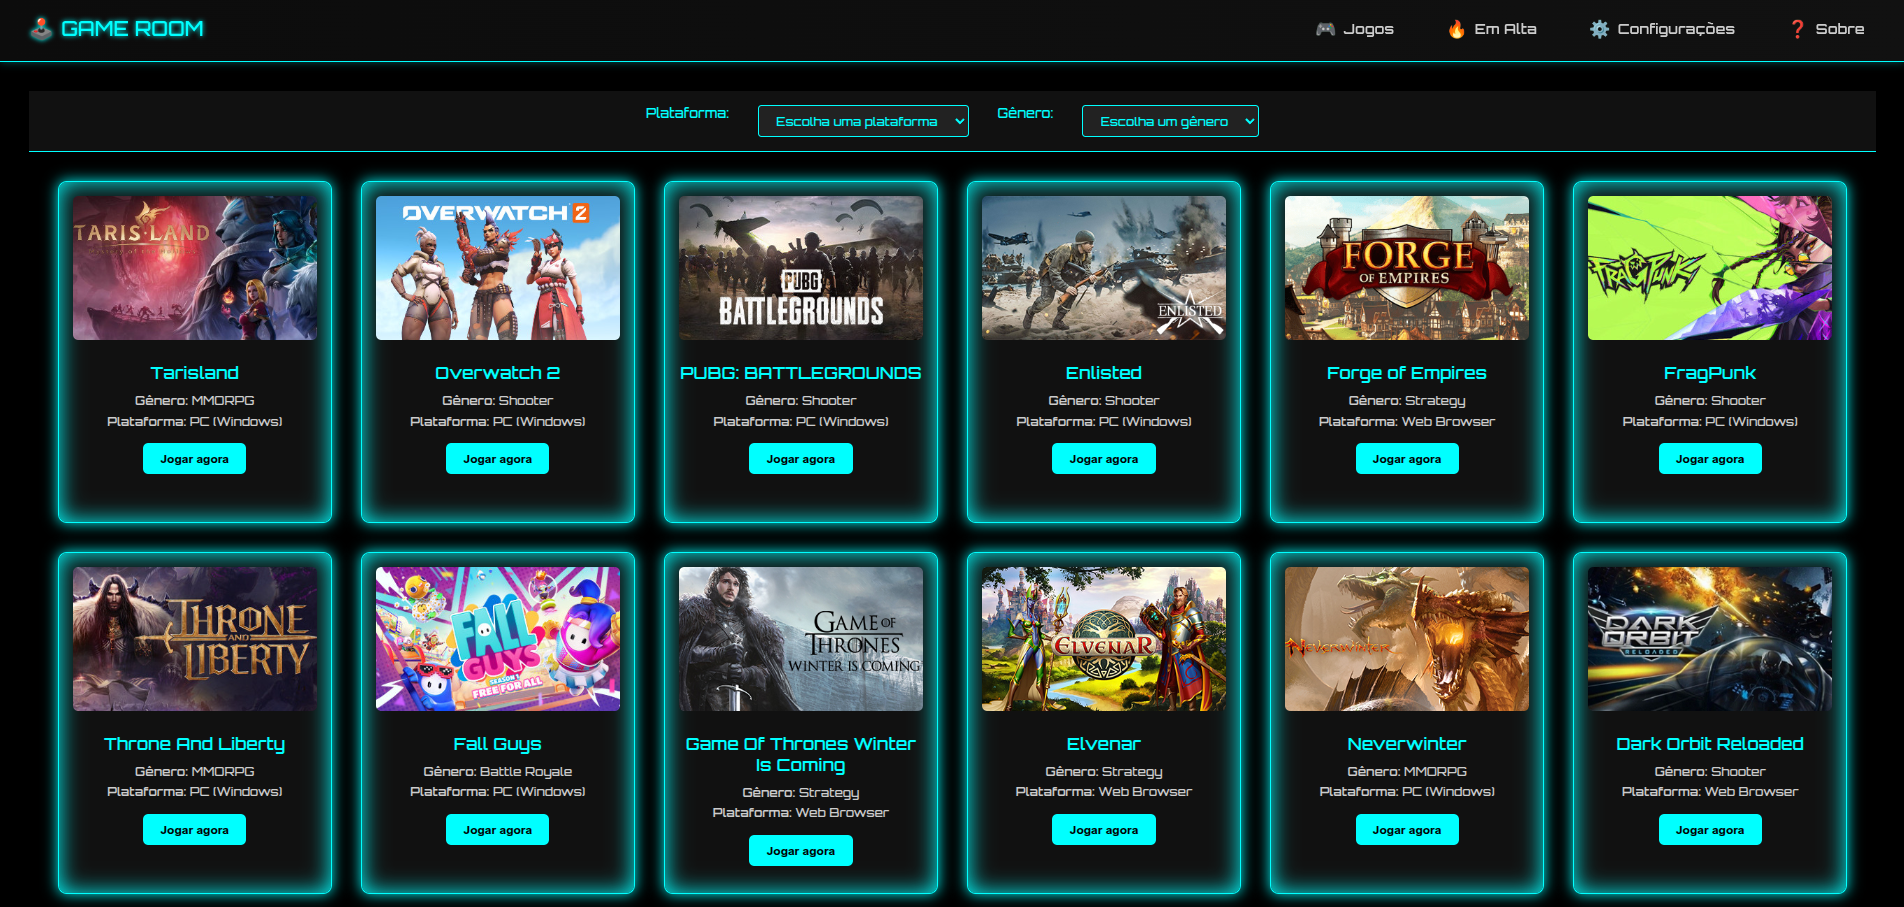 GAME ROOM
Jogos
Em Alta
Configurações
Sobre
Plataforma:
Escolha uma plataforma
Gênero:
Escolha um gênero
TARISLAND
OVERWATCH 2
PUBG
BATTLEGROUNDS
ENLISTED
FORGE
OF EMPIRES
FRAGPUNK
Tarisland
Gênero: MMORPG
Plataforma: PC (Windows)
Jogar agora
Overwatch 2
Gênero: Shooter
Plataforma: PC (Windows)
Jogar agora
PUBG: BATTLEGROUNDS
Gênero: Shooter
Plataforma: PC (Windows)
Jogar agora
Enlisted
Gênero: Shooter
Plataforma: PC (Windows)
Jogar agora
Forge of Empires
Gênero: Strategy
Plataforma: Web Browser
Jogar agora
FragPunk
Gênero: Shooter
Plataforma: PC (Windows)
Jogar agora
THRONE
AND
LIBERTY
FALL
GUYS
SEASON 1
FREE FOR ALL
GAME OF
THRONES
WINTER IS COMING
ELVENAR
NEVERWINTER
DARK
ORBIT
RELOADED
Throne And Liberty
Gênero: MMORPG
Plataforma: PC (Windows)
Jogar agora
Fall Guys
Gênero: Battle Royale
Plataforma: PC (Windows)
Jogar agora
Game Of Thrones Winter
Is Coming
Gênero: Strategy
Plataforma: Web Browser
Jogar agora
Elvenar
Gênero: Strategy
Plataforma: Web Browser
Jogar agora
Neverwinter
Gênero: MMORPG
Plataforma: PC (Windows)
Jogar agora
Dark Orbit Reloaded
Gênero: Shooter
Plataforma: Web Browser
Jogar agora